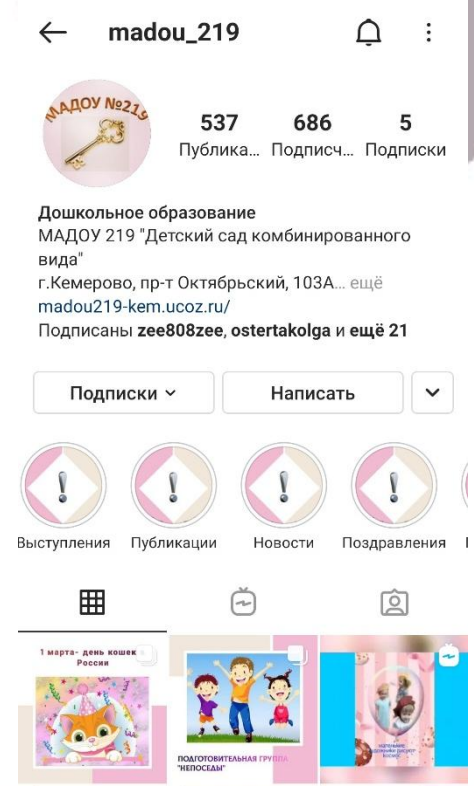 madou_219
МАДОУ №219
537
686
5
Публика...
Подписч...
Подписки
Дошкольное образование
МАДОУ 219 "Детский сад комбинированного
вида"
г.Кемерово, пр-т Октябрьский, 103А... ещё
madou219-kem.ucoz.ru/
Подписаны zee808zee, ostertakolga и ещё 21
Подписки
Написать
Выступления
Публикации
Новости
Поздравления
1 марта- день кошек в
России
ПОДГОТОВИТЕЛЬНАЯ ГРУППА
"НЕПОСЕДЫ"